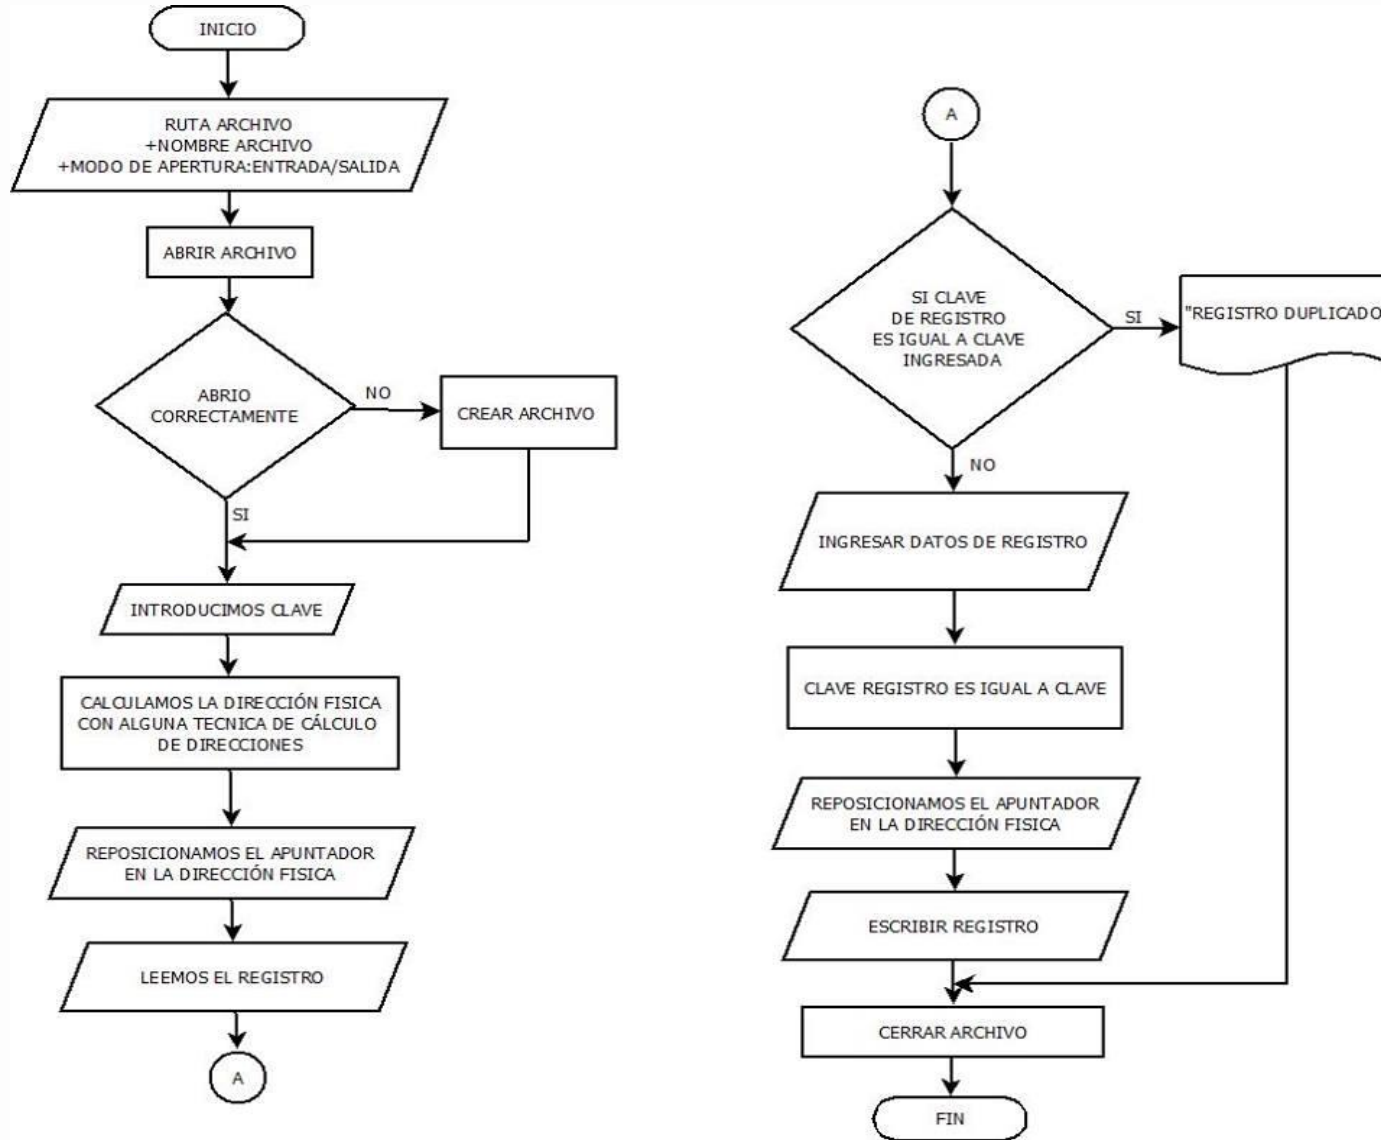 INICIO
RUTA ARCHIVO
+NOMBRE ARCHIVO
+MODO DE APERTURA:ENTRADA/SALIDA
ABRIR ARCHIVO
ABRIO
CORRECTAMENTE
NO
CREAR ARCHIVO
SI
INTRODUCIMOS CLAVE
CALCULAMOS LA DIRECCIÓN FISICA
CON ALGUNA TECNICA DE CÁLCULO
DE DIRECCIONES
REPOSICIONAMOS EL APUNTADOR
EN LA DIRECCIÓN FISICA
LEEMOS EL REGISTRO
A
A
SI CLAVE
DE REGISTRO
ES IGUAL A CLAVE
INGRESADA
SI
"REGISTRO DUPLICADO
NO
INGRESAR DATOS DE REGISTRO
CLAVE REGISTRO ES IGUAL A CLAVE
REPOSICIONAMOS EL APUNTADOR
EN LA DIRECCIÓN FISICA
ESCRIBIR REGISTRO
CERRAR ARCHIVO
FIN